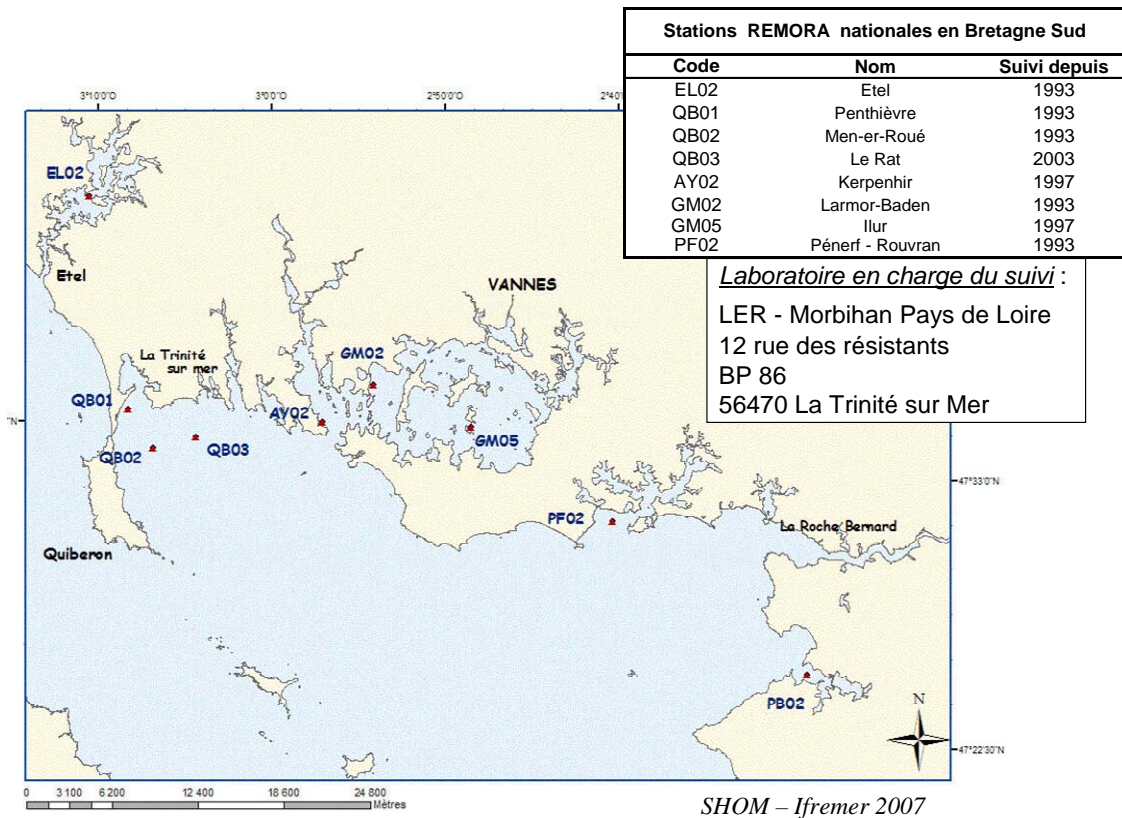 Stations REMORA nationales en Bretagne Sud
Code Nom Suivi depuis
EL02 Etel 1993
QB01 Penthièvre 1993
QB02 Men-er-Roué 1993
QB03 Le Rat 2003
AY02 Kerpenhir 1997
GM02 Larmor-Baden 1993
GM05 Ilur 1997
PF02 Pénerf - Rouvran 1993
Laboratoire en charge du suivi :
LER - Morbihan Pays de Loire
12 rue des résistants
BP 86
56470 La Trinité sur Mer
3°10'0"O 3°0'0"O 2°50'0"O 2°40'
EL02
Etel
VANNES
La Trinité
sur mer
GM02
QB01
AY02
"N
QB02
QB03
GM05
47°33'0"N
PF02
La Roche Bernard
Quiberon
PB02
N
47°22'30"N
0 3 100 6 200 12 400 18 600 24 800
Mètres
SHOM – Ifremer 2007